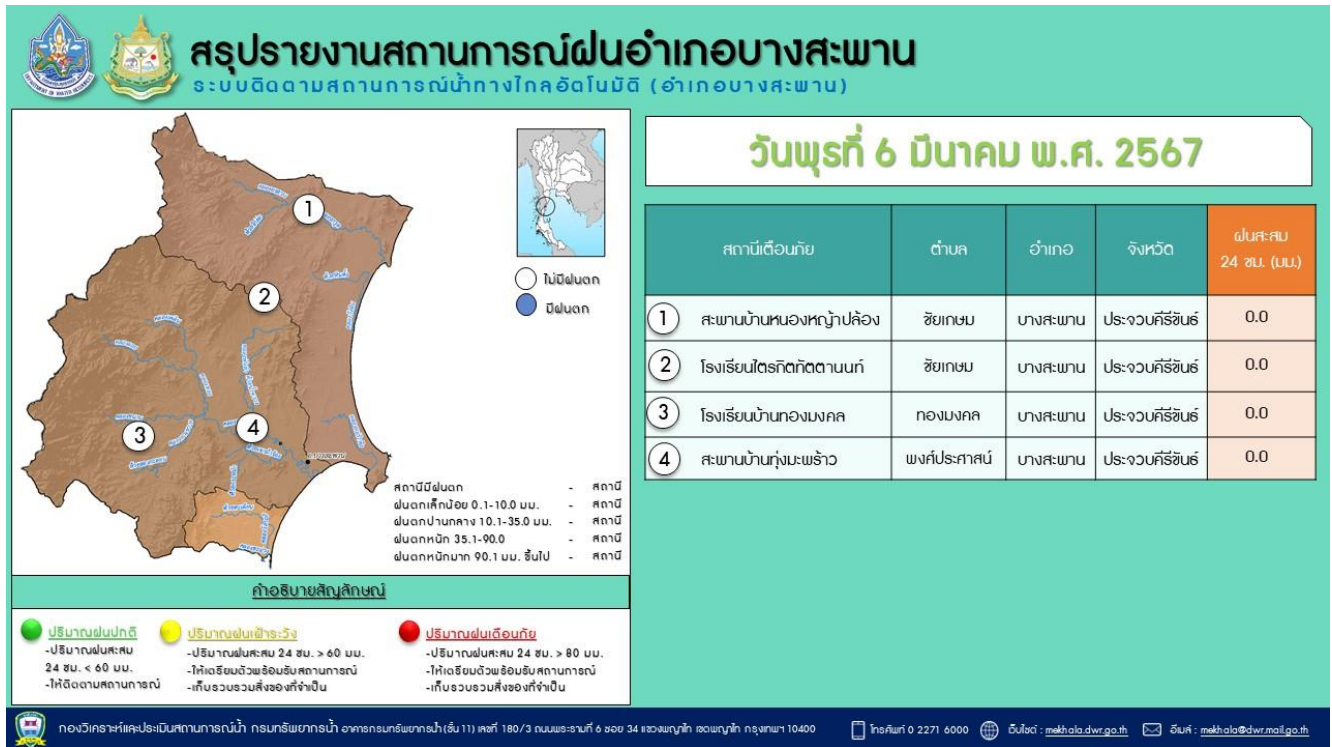 สรุปรายงานสถานการณ์ฝนอำเภอบางสะพาน
ระบบติดตามสถานการณ์น้ำทางไกลอัตโนมัติ (อำเภอบางสะพาน)
วันพุธที่ 6 มีนาคม พ.ศ. 2567
1
2
3
4
ไม่มีฝนตก
มีฝนตก
สถานีมีฝนตก - สถานี
ฝนตกเล็กน้อย 0.1-10.0 มม. - สถานี
ฝนตกปานกลาง 10.1-35.0 มม. - สถานี
ฝนตกหนัก 35.1-90.0 - สถานี
ฝนตกหนักมาก 90.1 มม. ขึ้นไป - สถานี
สถานีเตือนภัย ตำบล อำเภอ จังหวัด ฝนสะสม 24 ชม. (มม.)
1 สะพานบ้านหนองหญ้าปล้อง ชัยเกษม บางสะพาน ประจวบคีรีขันธ์ 0.0
2 โรงเรียนไตรกิตทัตตานนท์ ชัยเกษม บางสะพาน ประจวบคีรีขันธ์ 0.0
3 โรงเรียนบ้านทองมงคล ทองมงคล บางสะพาน ประจวบคีรีขันธ์ 0.0
4 สะพานบ้านทุ่งมะพร้าว พงศ์ประศาสน์ บางสะพาน ประจวบคีรีขันธ์ 0.0
คำอธิบายสัญลักษณ์
ปริมาณฝนปกติ
-ปริมาณฝนสะสม
24 ชม. < 60 มม.
-ให้ติดตามสถานการณ์
ปริมาณฝนเฝ้าระวัง
-ปริมาณฝนสะสม 24 ชม. > 60 มม.
-ให้เตรียมตัวพร้อมรับสถานการณ์
-เก็บรวบรวมสิ่งของที่จำเป็น
ปริมาณฝนเตือนภัย
-ปริมาณฝนสะสม 24 ชม. > 80 มม.
-ให้เตรียมตัวพร้อมรับสถานการณ์
-เก็บรวบรวมสิ่งของที่จำเป็น
กองวิเคราะห์และประเมินสถานการณ์น้ำ กรมทรัพยากรน้ำ อาคารกรมทรัพยากรน้ำ (ชั้น 11) เลขที่ 180/3 ถนนพระรามที่ 6 ซอย 34 แขวงพญาไท เขตพญาไท กรุงเทพฯ 10400 โทรศัพท์ 0 2271 6000 เว็บไซต์ : mekhala.dwr.go.th อีเมล์ : mekhala@dwr.mail.go.th